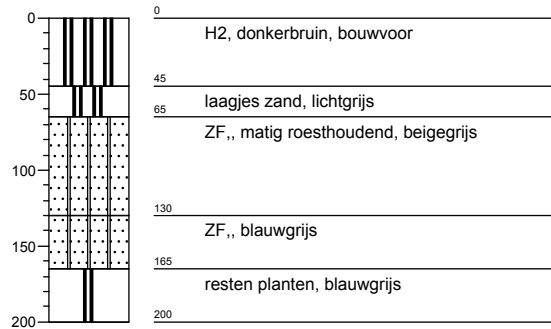 0
0
H2, donkerbruin, bouwvoor
45
50
laagjes zand, lichtgrijs
65
ZF,, matig roesthoudend, beigegrijs
100
130
ZF,, blauwgrijs
150
165
resten planten, blauwgrijs
200
200